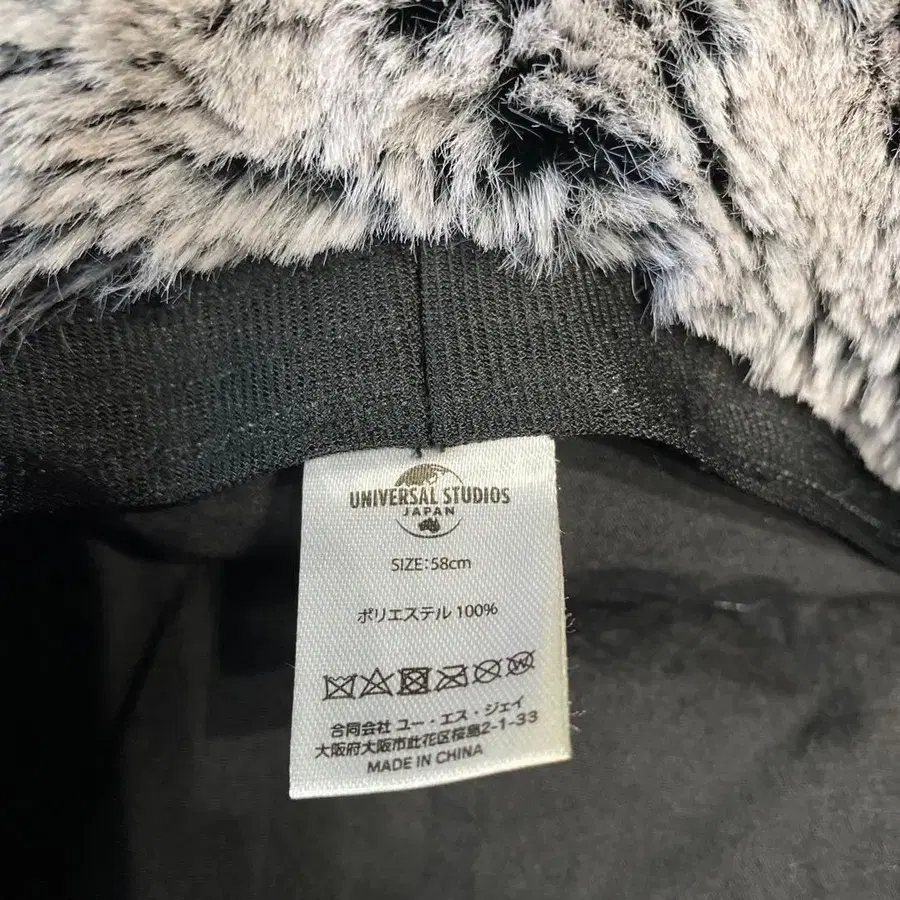 UNIVERSAL STUDIOS
JAPAN
SIZE:58cm
ポリエステル 100%
合同会社 ユー・エス・ジェイ
大阪府大阪市此花区桜島2-1-33
MADE IN CHINA